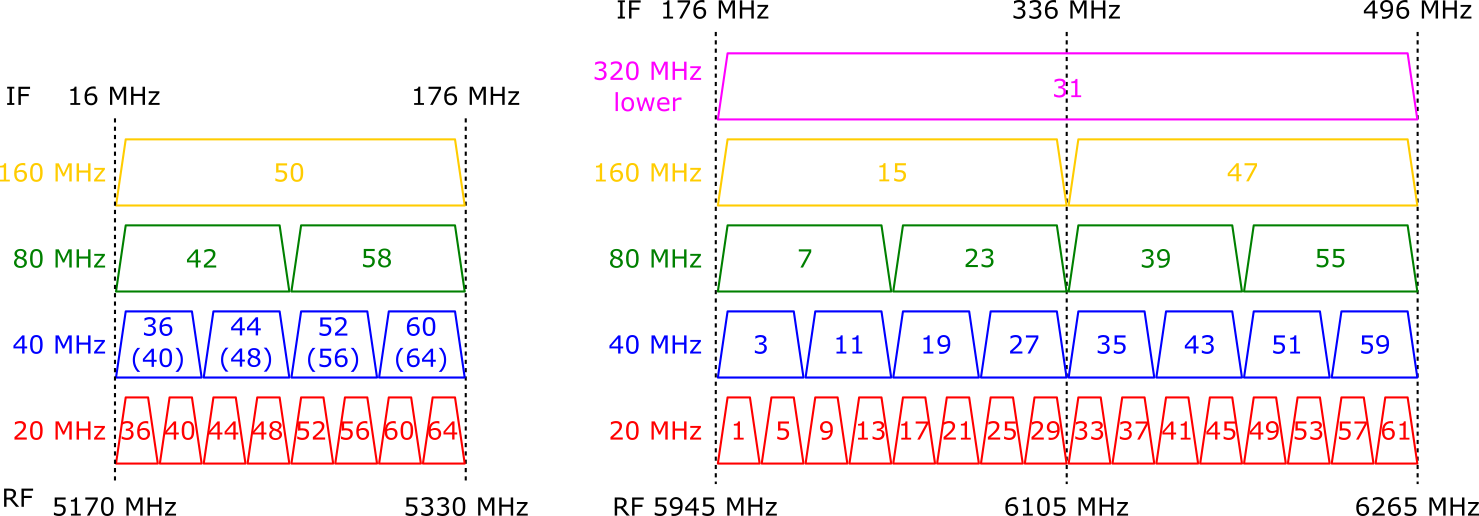 IF 16 MHz 176 MHz
160 MHz 50
80 MHz 42 58
40 MHz 36 44 52 60
(40) (48) (56) (64)
20 MHz 36 40 44 48 52 56 60 64
RF 5170 MHz 5330 MHz
IF 176 MHz 336 MHz 496 MHz
320 MHz
lower 31
160 MHz 15 47
80 MHz 7 23 39 55
40 MHz 3 11 19 27 35 43 51 59
20 MHz 1 5 9 13 17 21 25 29 33 37 41 45 49 53 57 61
RF 5945 MHz 6105 MHz 6265 MHz